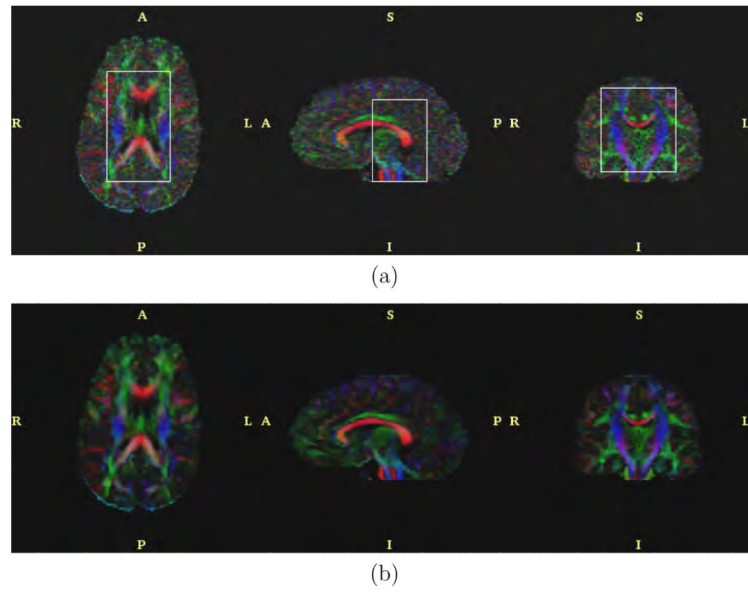 A S S
R L A P R L
P I I
(a)
A S S
R L A P R L
P I I
(b)